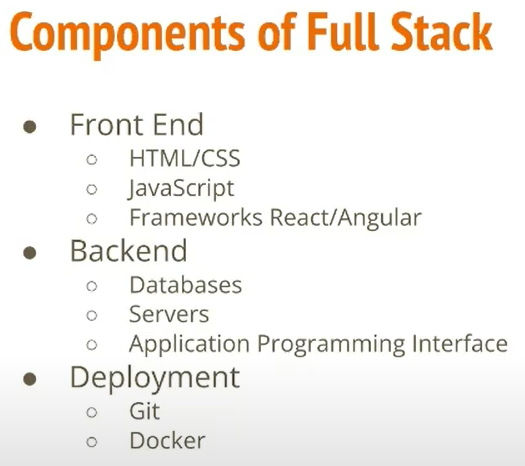 Components of Full Stack
● Front End
○ HTML/CSS
○ JavaScript
○ Frameworks React/Angular
● Backend
○ Databases
○ Servers
○ Application Programming Interface
● Deployment
○ Git
○ Docker